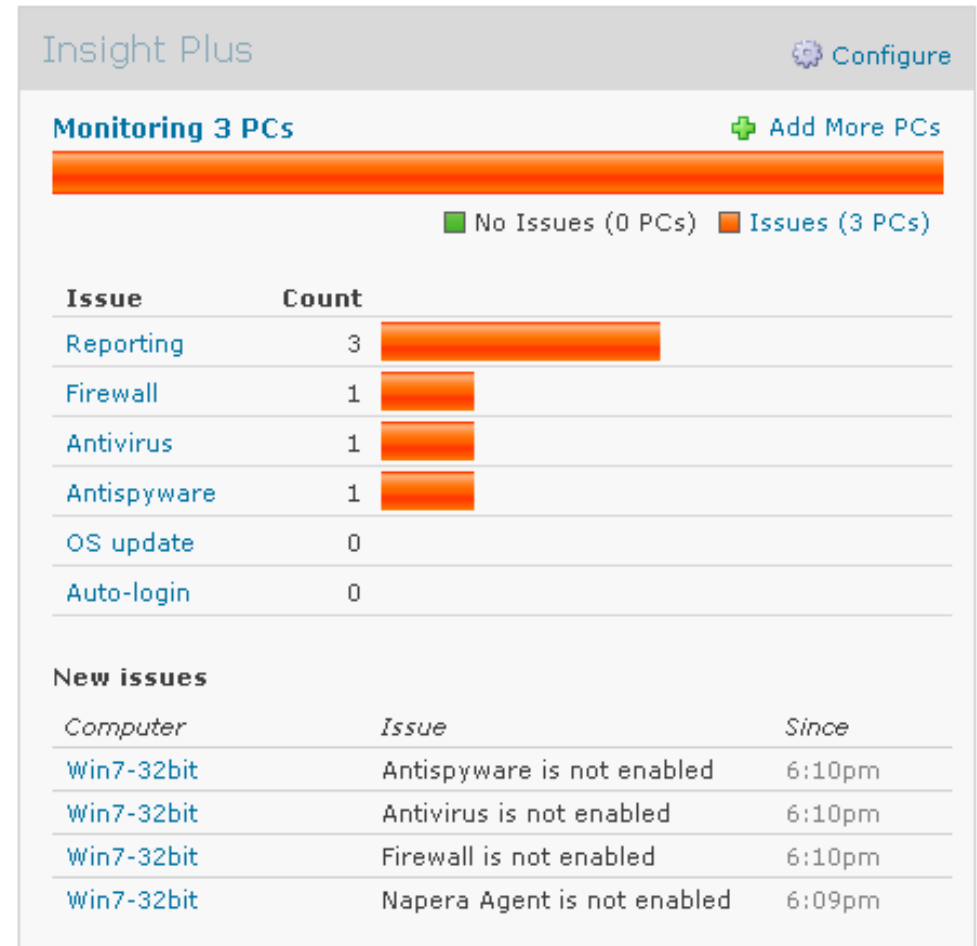 Insight Plus Configure
Monitoring 3 PCs Add More PCs
No Issues (0 PCs) Issues (3 PCs)
Issue Count
Reporting 3
Firewall 1
Antivirus 1
Antispyware 1
OS update 0
Auto-login 0
New issues
Computer Issue Since
Win7-32bit Antispyware is not enabled 6:10pm
Win7-32bit Antivirus is not enabled 6:10pm
Win7-32bit Firewall is not enabled 6:10pm
Win7-32bit Napera Agent is not enabled 6:09pm